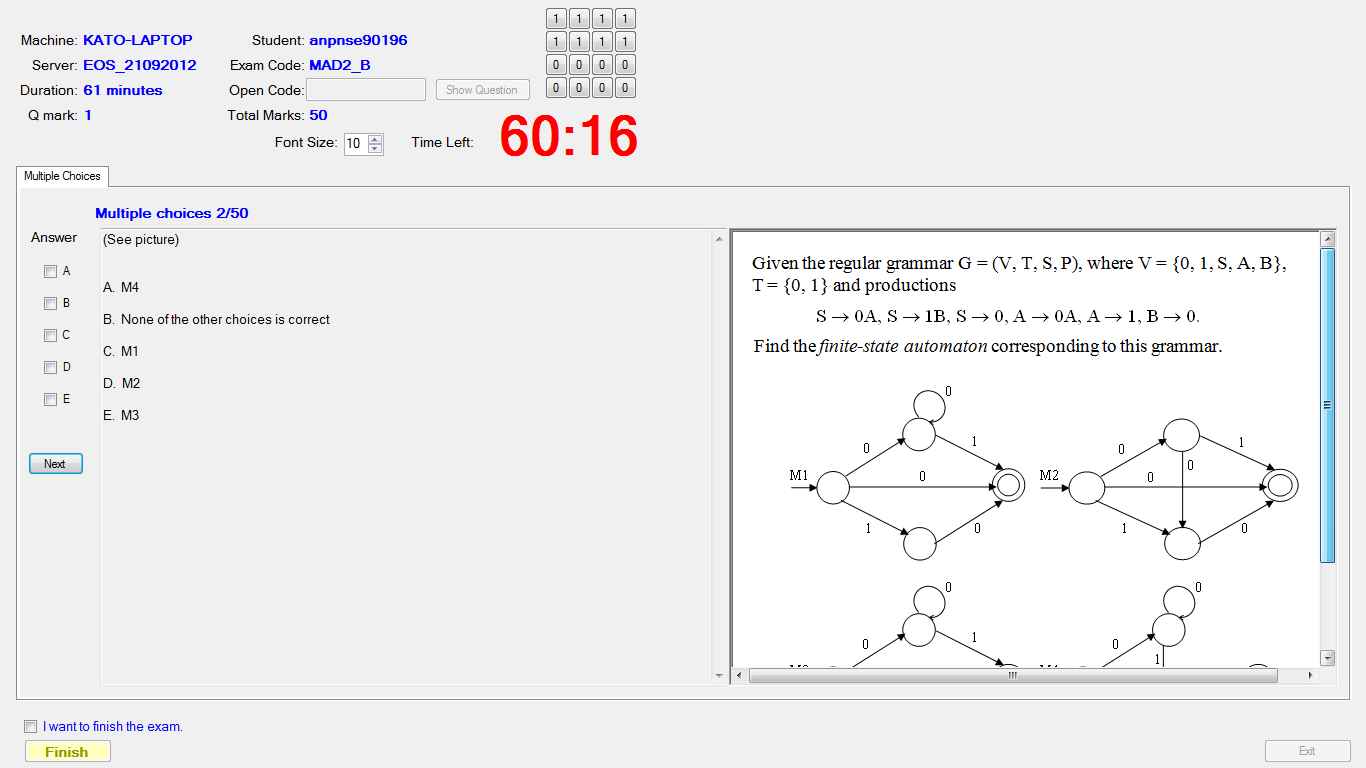 Machine: KATO-LAPTOP Student: anpnse90196
Server: EOS_21092012 Exam Code: MAD2_B
Duration: 61 minutes Open Code: Show Question
Q mark: 1 Total Marks: 50
1 1 1 1
1 1 1 1
0 0 0 0
0 0 0 0
Font Size: 10 Time Left: 60:16
Multiple Choices
Multiple choices 2/50
Answer
A
B
C
D
E
Next
(See picture)
A. M4
B. None of the other choices is correct
C. M1
D. M2
E. M3
Given the regular grammar G = (V, T, S, P), where V = {0, 1, S, A, B},
T = {0, 1} and productions
S → 0A, S → 1B, S → 0, A → 0A, A → 1, B → 0.
Find the finite-state automaton corresponding to this grammar.
M1
0
0
1
0
1
0
M2
0
1
0
0
1
0
0
0
1
0
0
1
I want to finish the exam.
Finish
Exit